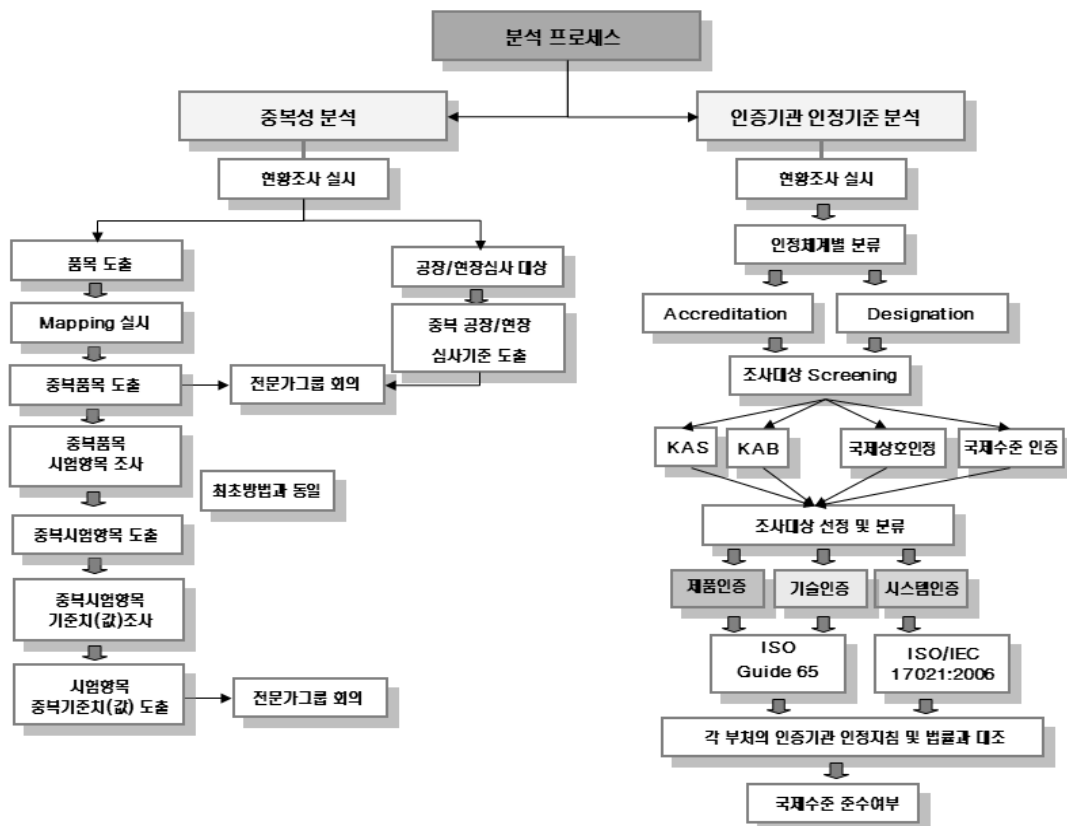 분석 프로세스
중복성 분석
인증기관 인정기준 분석
현황조사 실시
현황조사 실시
품목 도출
공장/현장심사 대상
인정체계별 분류
Mapping 실시
중복 공장/현장
심사기준 도출
Accreditation
Designation
중복품목 도출
전문가그룹 회의
조사대상 Screening
중복품목
시험항목 조사
KAS
KAB
국제상호인정
국제수준 인증
최초방법과 동일
중복시험항목 도출
조사대상 선정 및 분류
중복시험항목
기준치(값)조사
제품인증
기술인증
시스템인증
ISO
Guide 65
ISO/IEC
17021:2006
시험항목
중복기준치(값) 도출
전문가그룹 회의
각 부처의 인증기관 인정지침 및 법률과 대조
국제수준 준수여부